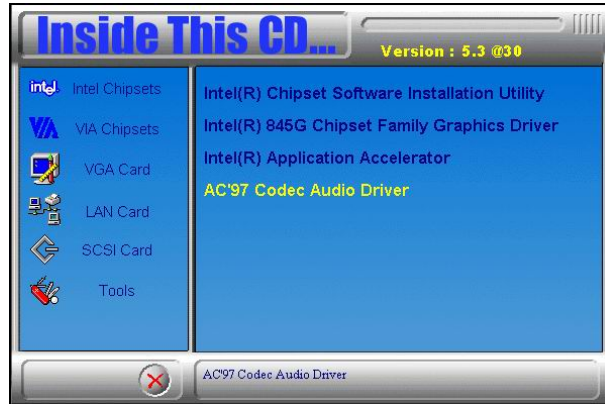 Inside This CD...
Version : 5.3 @30
intel Intel Chipsets
VIA VIA Chipsets
VGA Card
LAN Card
SCSI Card
Tools
Intel(R) Chipset Software Installation Utility
Intel(R) 845G Chipset Family Graphics Driver
Intel(R) Application Accelerator
AC'97 Codec Audio Driver
AC'97 Codec Audio Driver